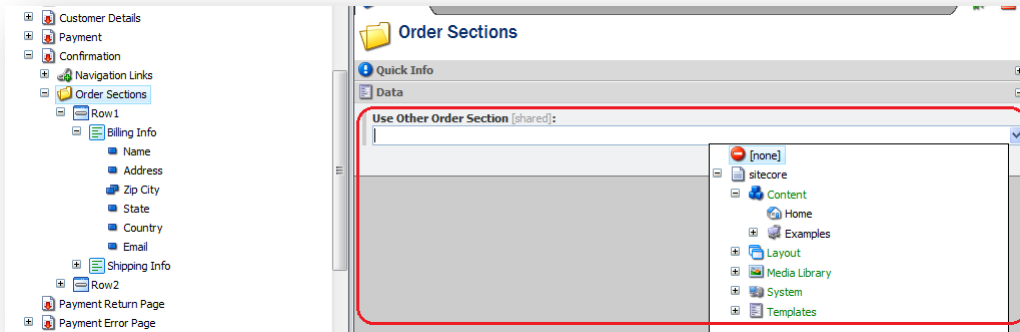 Customer Details
Payment
Confirmation
Navigation Links
Order Sections
Row1
Billing Info
Name
Address
Zip City
State
Country
Email
Shipping Info
Row2
Payment Return Page
Payment Error Page
Order Sections
Quick Info
Data
Use Other Order Section [shared]:
[none]
sitecore
Content
Home
Examples
Layout
Media Library
System
Templates